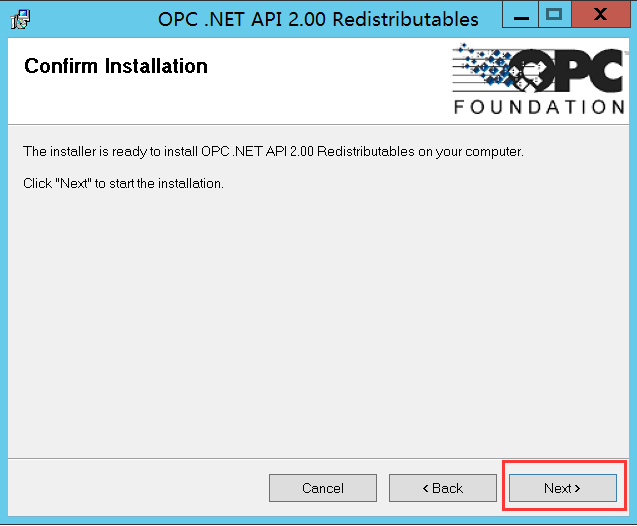 OPC .NET API 2.00 Redistributables
Confirm Installation
OPC
FOUNDATION
The installer is ready to install OPC .NET API 2.00 Redistributables on your computer.
Click "Next" to start the installation.
Cancel
< Back
Next >